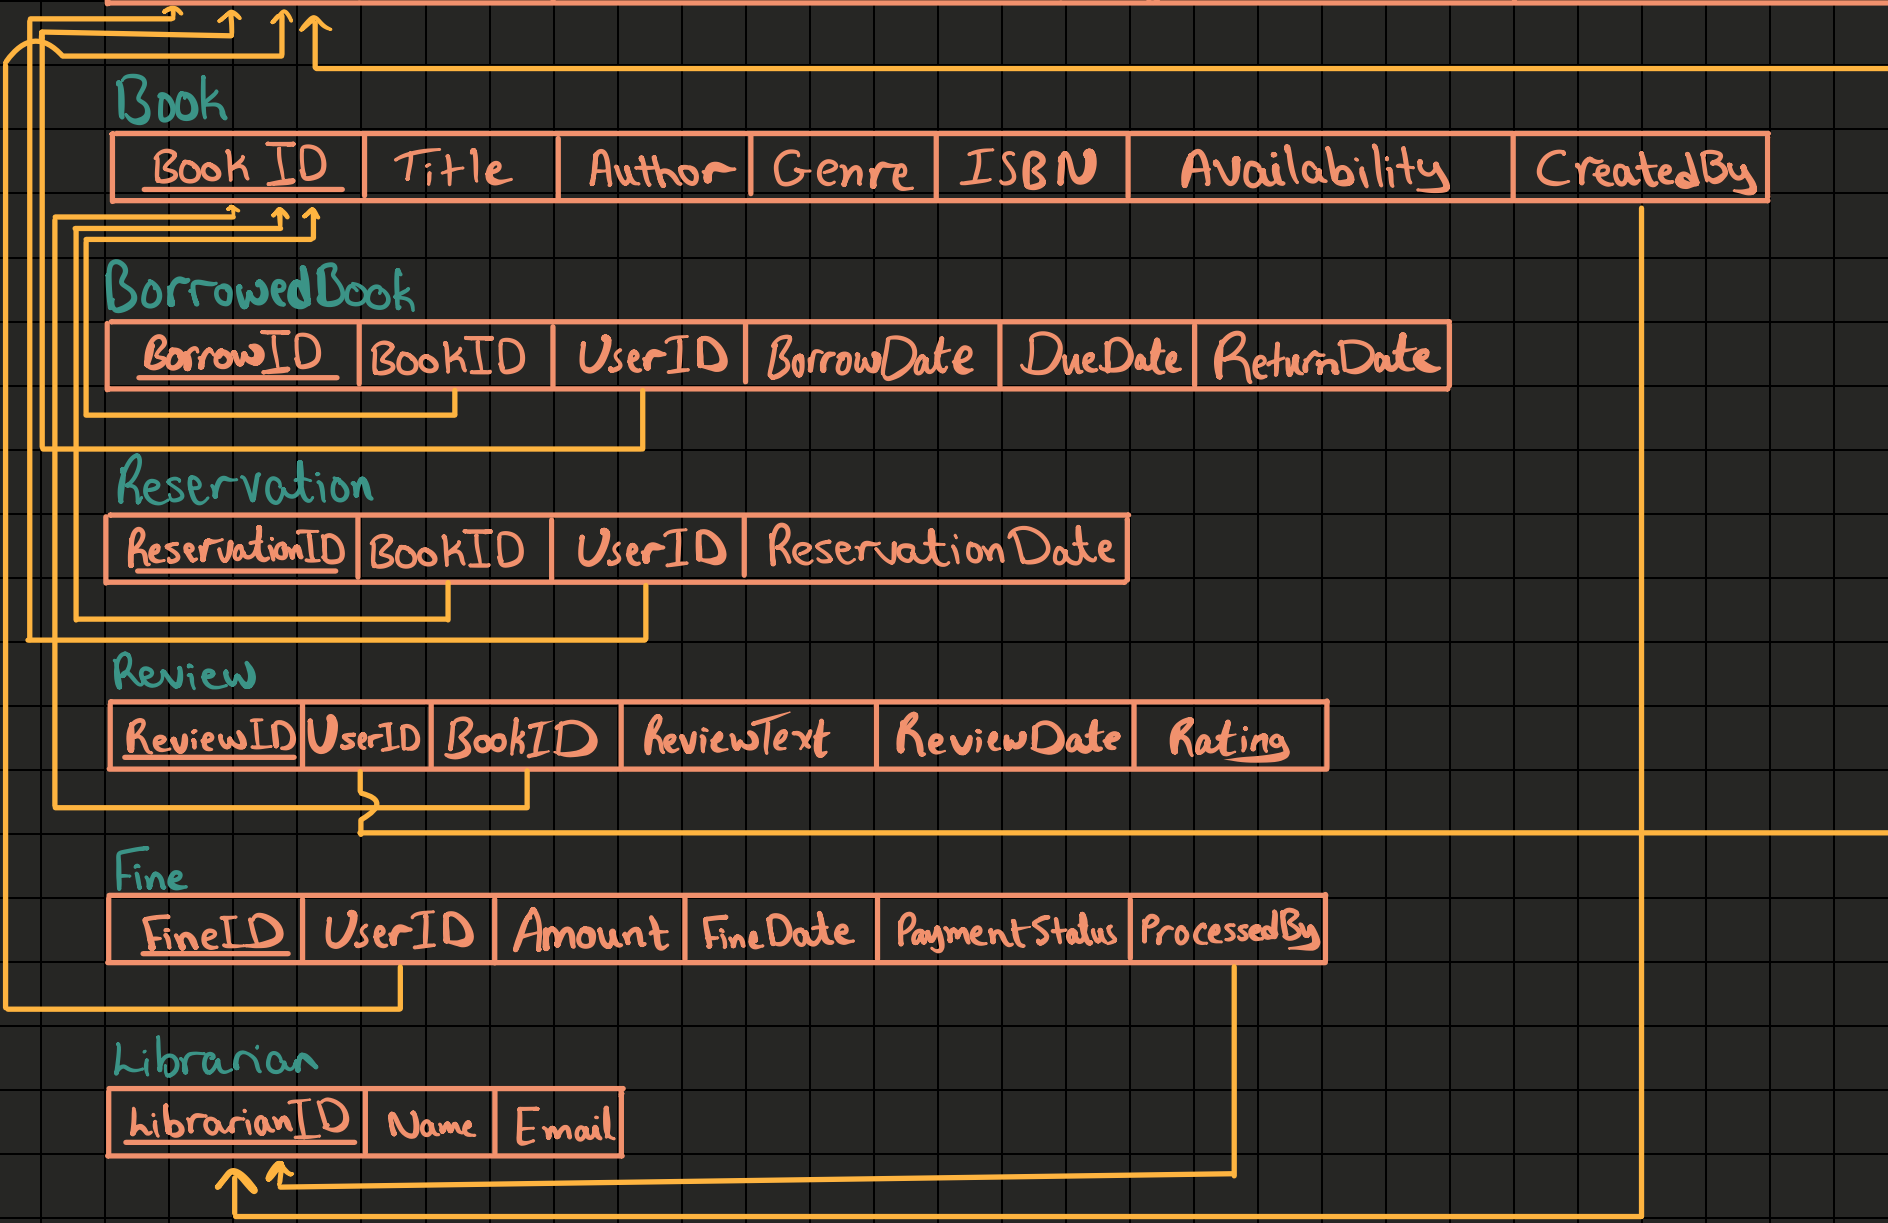 Book
Book ID Title Author Genre ISBN Availability CreatedBy
BorrowedBook
BorrowID BookID UserID BorrowDate DueDate ReturnDate
Reservation
ReservationID BookID UserID ReservationDate
Review
ReviewID UserID BookID ReviewText ReviewDate Rating
Fine
FineID UserID Amount FineDate PaymentStatus ProcessedBy
Librarian
LibrarianID Name Email